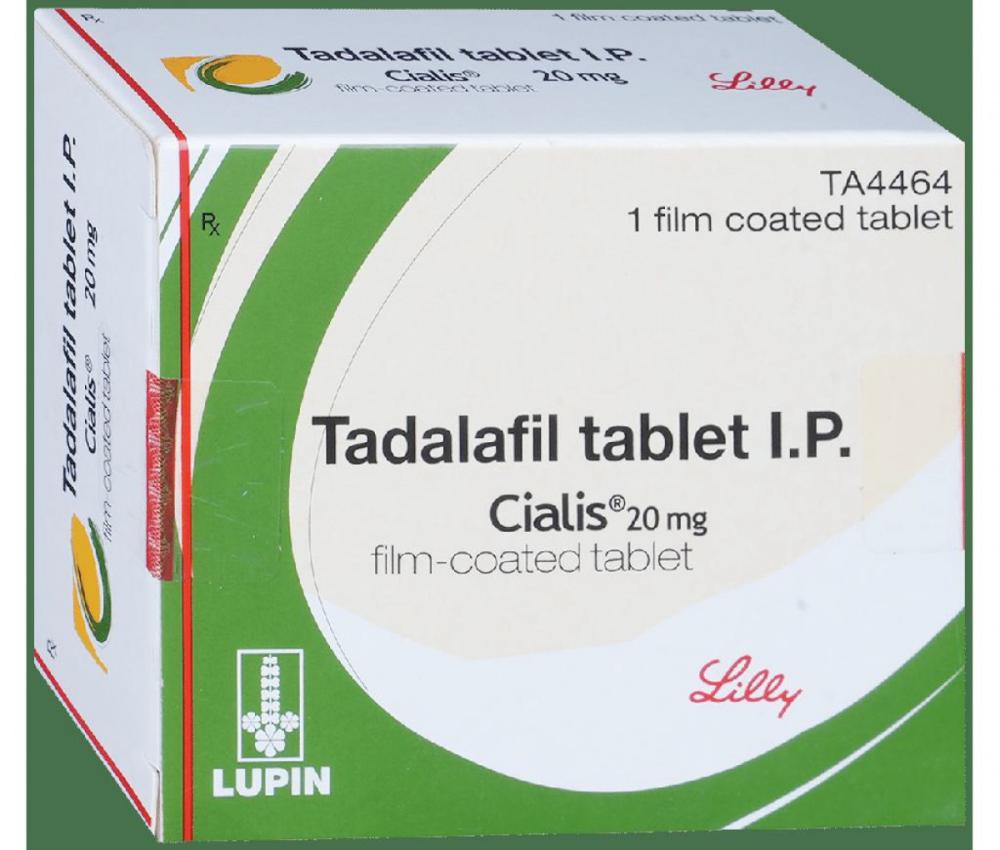 Rx
1 film coated tablet
Tadalafil tablet I.P.
Cialis® 20 mg
film-coated tablet
Lilly
Tadalafil tablet I.P.
Cialis® 20 mg
film-coated tablet
Rx
Rx
TA4464
1 film coated tablet
Tadalafil tablet I.P.
Cialis® 20 mg
film-coated tablet
Lilly
LUPIN